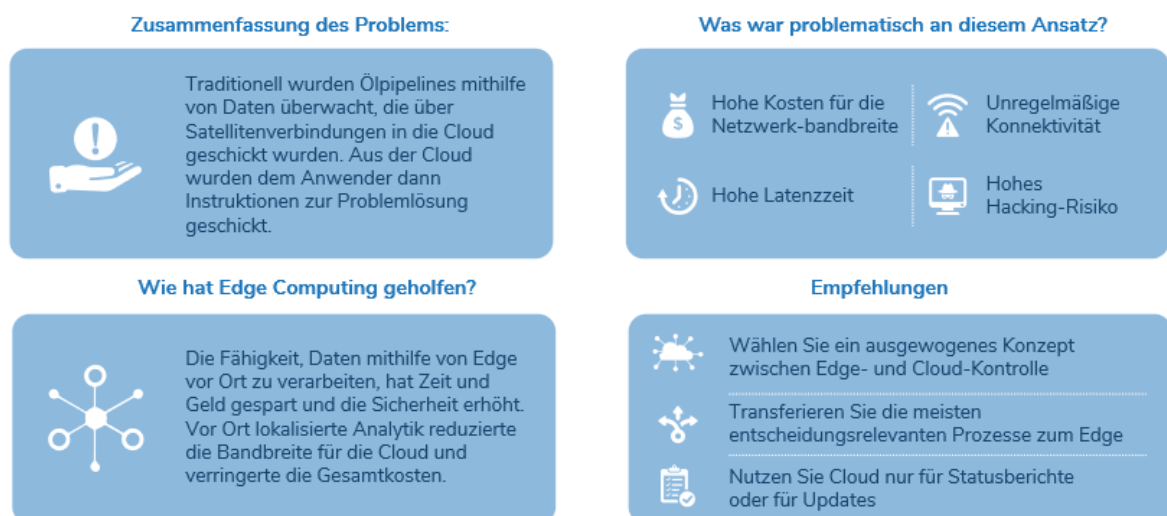 Zusammenfassung des Problems:
Traditionell wurden Ölpipelines mithilfe
von Daten überwacht, die über
Satellitenverbindungen in die Cloud
geschickt wurden. Aus der Cloud
wurden dem Anwender dann
Instruktionen zur Problemlösung
geschickt.
Was war problematisch an diesem Ansatz?
Hohe Kosten für die
Netzwerk-bandbreite
Unregelmäßige
Konnektivität
Hohe Latenzzeit
Hohes
Hacking-Risiko
Wie hat Edge Computing geholfen?
Die Fähigkeit, Daten mithilfe von Edge
vor Ort zu verarbeiten, hat Zeit und
Geld gespart und die Sicherheit erhöht.
Vor Ort lokalisierte Analytik reduzierte
die Bandbreite für die Cloud und
verringerte die Gesamtkosten.
Empfehlungen
Wählen Sie ein ausgewogenes Konzept
zwischen Edge- und Cloud-Kontrolle
Transferieren Sie die meisten
entscheidungsrelevanten Prozesse zum Edge
Nutzen Sie Cloud nur für Statusberichte
oder für Updates